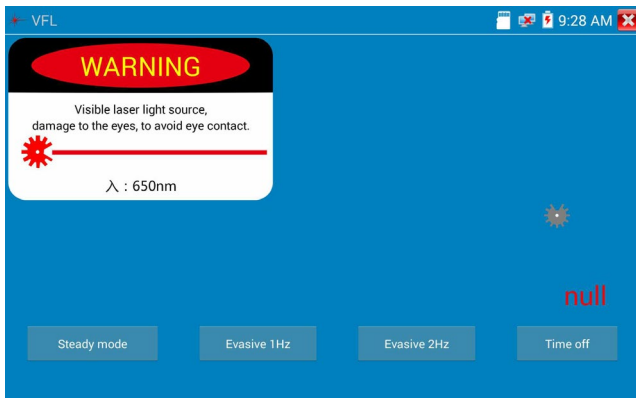 VFL
9:28 AM
WARNING
Visible laser light source,
damage to the eyes, to avoid eye contact.
入 : 650nm
null
Steady mode
Evasive 1Hz
Evasive 2Hz
Time off